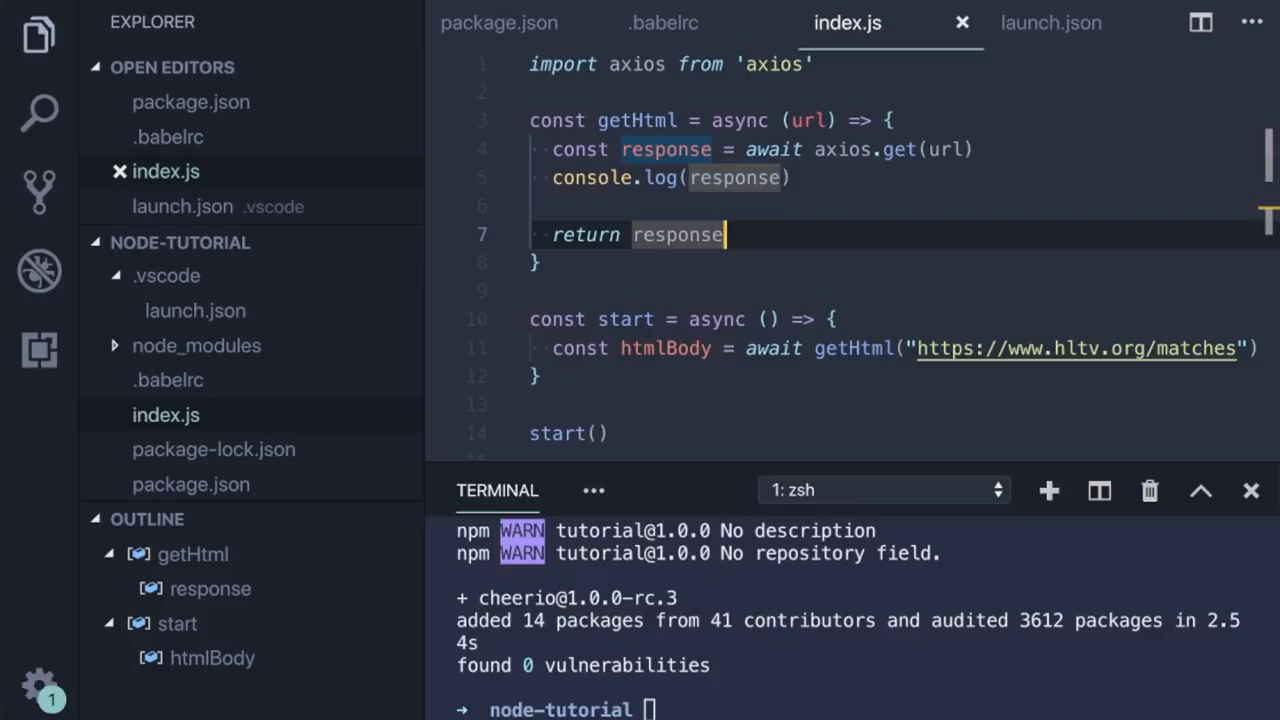 EXPLORER
OPEN EDITORS
package.json
.babelrc
index.js
launch.json .vscode
NODE-TUTORIAL
.vscode
launch.json
node_modules
.babelrc
index.js
package-lock.json
package.json
OUTLINE
getHtml
response
start
htmlBody
1
package.json .babelrc index.js launch.json
1 import axios from 'axios'
2
3 const getHtml = async (url) => {
4 const response = await axios.get(url)
5 console.log(response)
6
7 return response
8 }
9
10 const start = async () => {
11 const htmlBody = await getHtml("https://www.hltv.org/matches")
12 }
13
14 start()
TERMINAL ••• 1: zsh
npm WARN tutorial@1.0.0 No description
npm WARN tutorial@1.0.0 No repository field.
+ cheerio@1.0.0-rc.3
added 14 packages from 41 contributors and audited 3612 packages in 2.5
4s
found 0 vulnerabilities
➜ node-tutorial